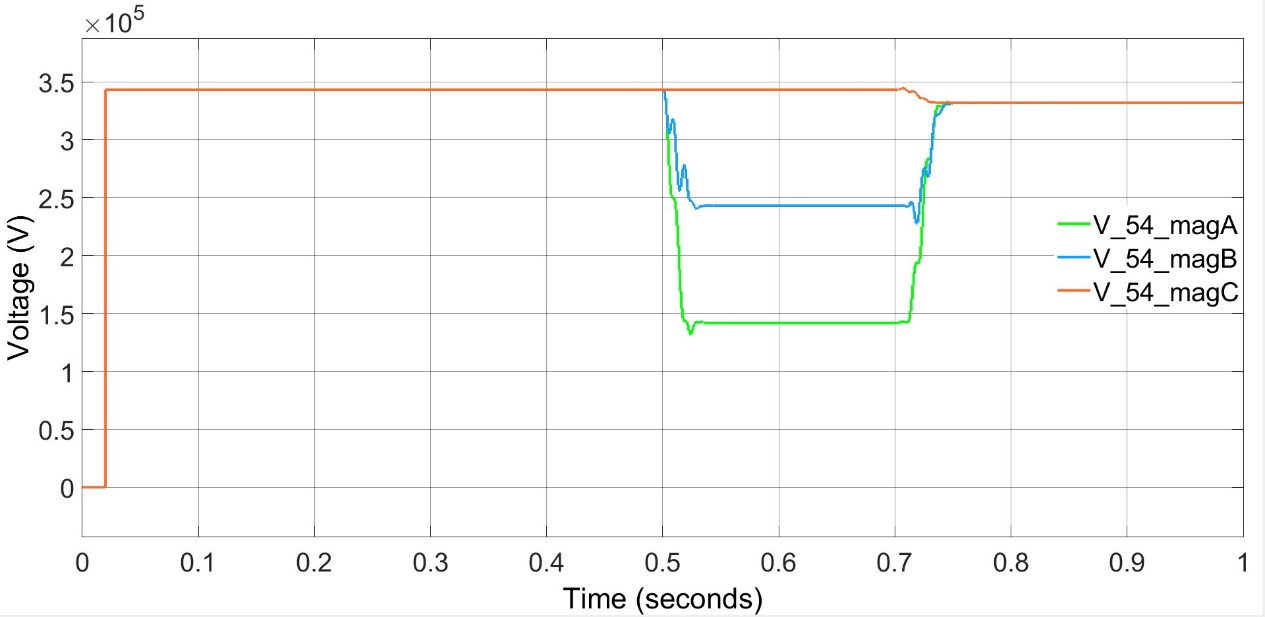 ×10⁵
3.5
3
2.5
2
1.5
1
0.5
0
Voltage (V)
V_54_magA
V_54_magB
V_54_magC
0 0.1 0.2 0.3 0.4 0.5 0.6 0.7 0.8 0.9 1
Time (seconds)